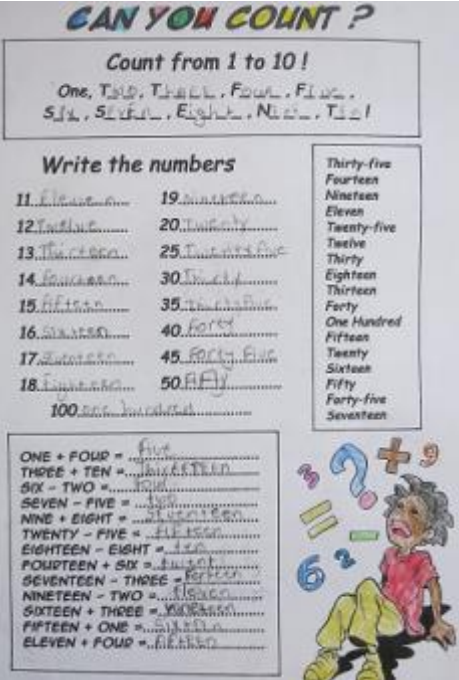 CAN YOU COUNT ?
Count from 1 to 10 !
One, Two, Three, Four, Five,
Six, Seven, Eight, Nine, Ten!
Write the numbers
11. Eleven
12 Twelve
13. Thirteen
14. Fourteen
15 Fifteen
16. Sixteen
17.
18. Eighteen
19. Nineteen
20. Twenty
25 Twenty five
30 Thirty
35 thirty five
40 Forty
45 Forty Five
50 fifty
100 one hundred
Thirty-five
Fourteen
Nineteen
Eleven
Twenty-five
Twelve
Thirty
Eighteen
Thirteen
Forty
One Hundred
Fifteen
Twenty
Sixteen
Fifty
Forty-five
Seventeen
ONE + FOUR = five
THREE + TEN =
SIX - TWO = four
SEVEN - FIVE = two
NINE + EIGHT = seventeen
TWENTY - FIVE = fifteen
EIGHTEEN - EIGHT = ten
FOURTEEN + SIX =
SEVENTEEN - THREE =
NINETEEN - TWO = Eleven
SIXTEEN + THREE = nineteen
FIFTEEN + ONE = Sixteen
ELEVEN + FOUR = fifteen
3 ? + 9
= -
6 2